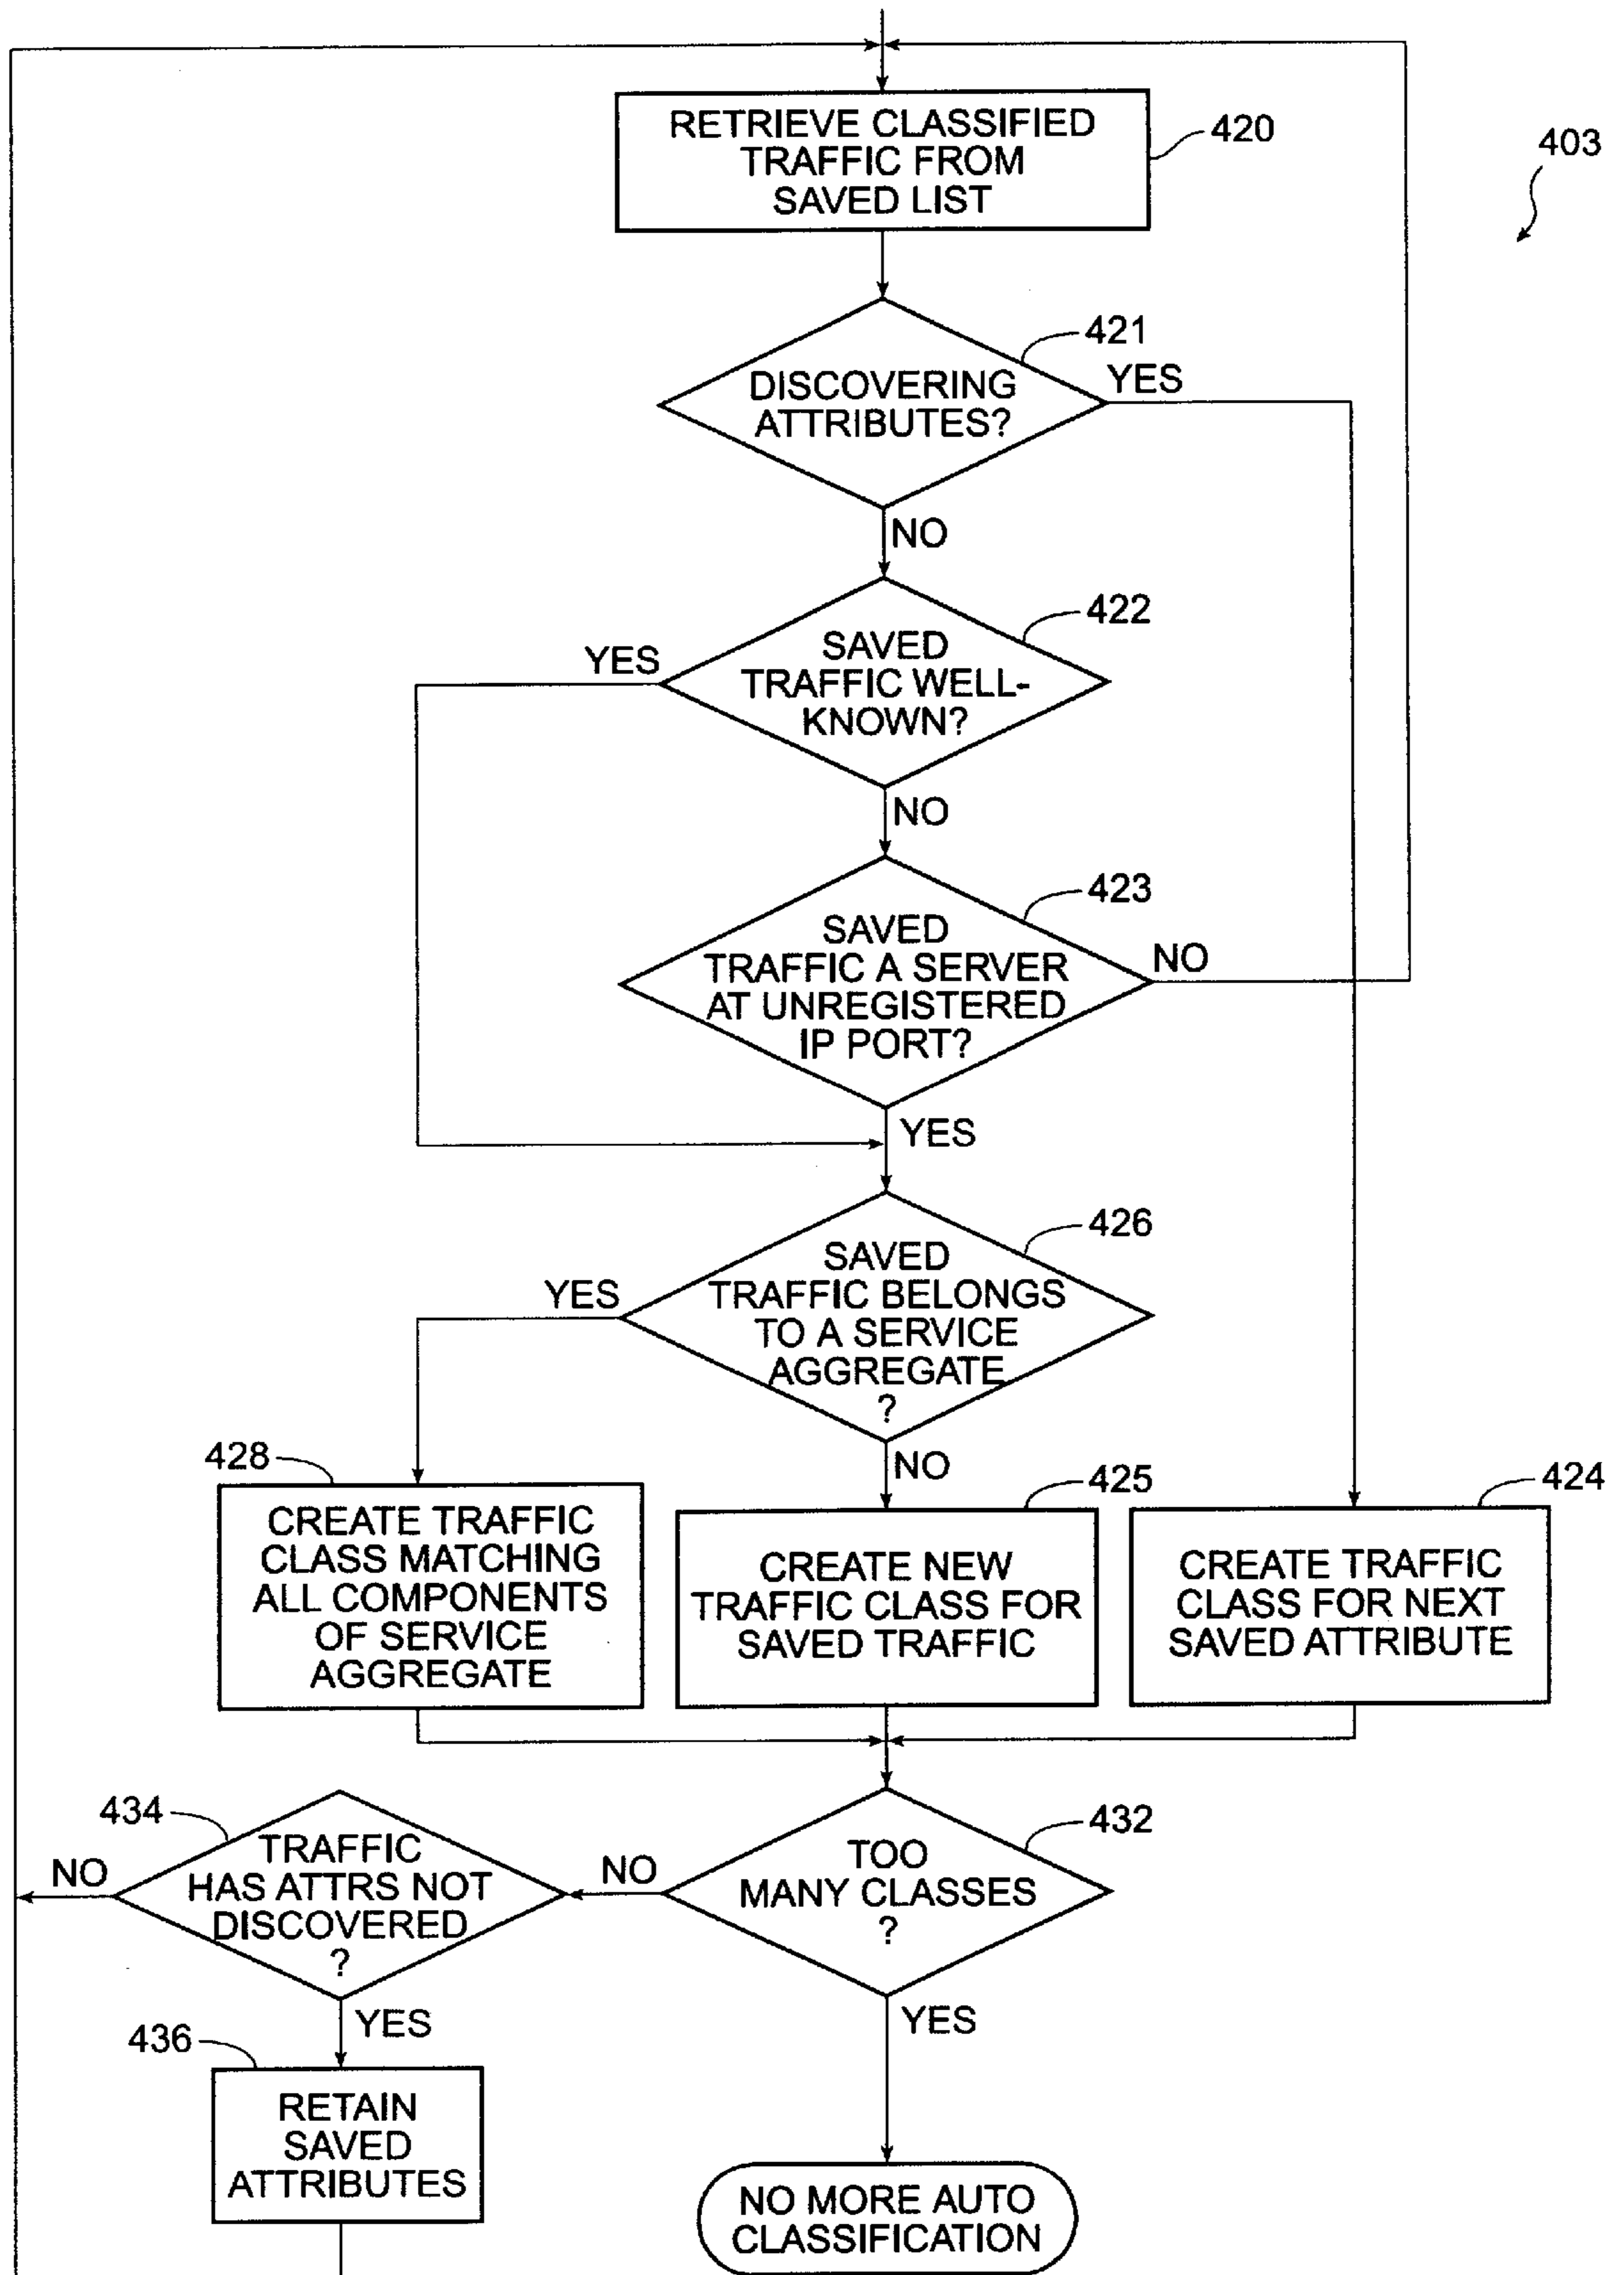 RETRIEVE CLASSIFIED
TRAFFIC FROM
SAVED LIST
420
403
421
DISCOVERING
ATTRIBUTES?
YES
NO
422
SAVED
TRAFFIC WELL-
KNOWN?
YES
NO
423
SAVED
TRAFFIC A SERVER
AT UNREGISTERED
IP PORT?
NO
YES
426
SAVED
TRAFFIC BELONGS
TO A SERVICE
AGGREGATE
?
YES
NO
428
CREATE TRAFFIC
CLASS MATCHING
ALL COMPONENTS
OF SERVICE
AGGREGATE
425
CREATE NEW
TRAFFIC CLASS FOR
SAVED TRAFFIC
424
CREATE TRAFFIC
CLASS FOR NEXT
SAVED ATTRIBUTE
434
TRAFFIC
HAS ATTRS NOT
DISCOVERED
?
NO
NO
432
TOO
MANY CLASSES
?
YES
YES
436
RETAIN
SAVED
ATTRIBUTES
NO MORE AUTO
CLASSIFICATION